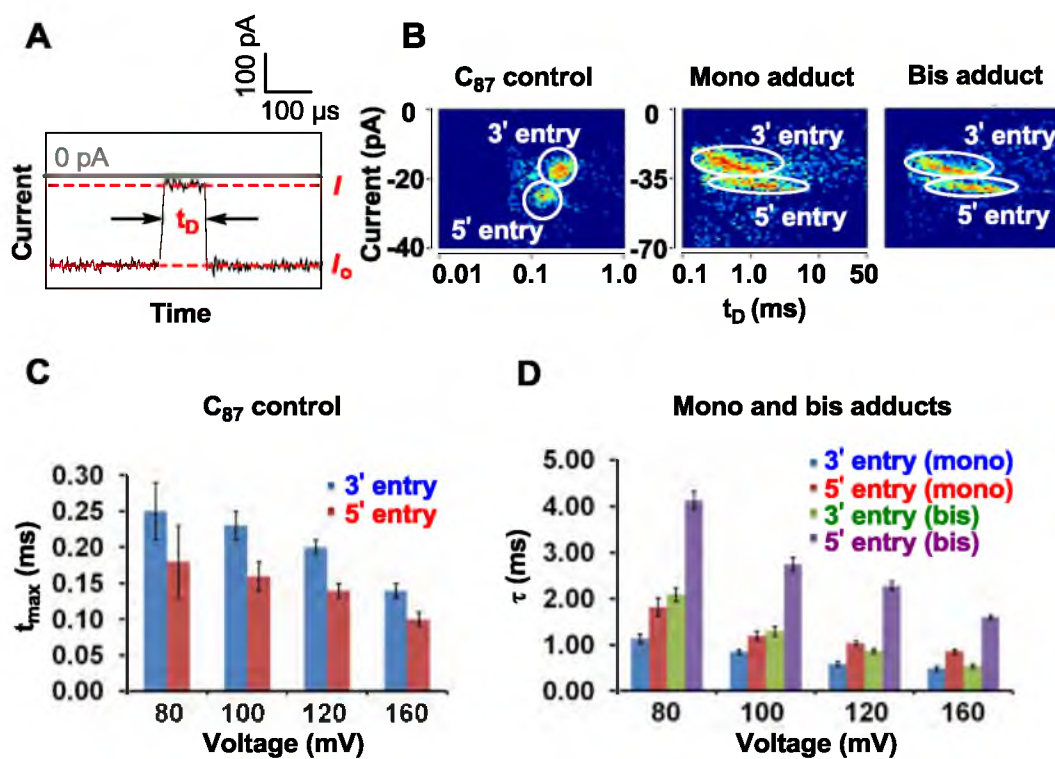 A
100 pA
100 µs
0 pA
I
tD
Io
Current
Time
B
C87 control
Mono adduct
Bis adduct
Current (pA)
0
-20
-40
3' entry
5' entry
0.01 0.1 1.0
0
-35
-70
3' entry
5' entry
0.1 1.0 10 50
3' entry
5' entry
tD (ms)
C
C87 control
tmax (ms)
0.30
0.25
0.20
0.15
0.10
0.05
0.00
3' entry
5' entry
80 100 120 160
Voltage (mV)
D
Mono and bis adducts
τ (ms)
5.00
4.00
3.00
2.00
1.00
0.00
3' entry (mono)
5' entry (mono)
3' entry (bis)
5' entry (bis)
80 100 120 160
Voltage (mV)